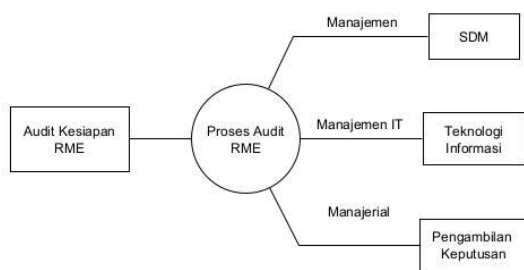 Manajemen
SDM
Audit Kesiapan
RME
Proses Audit
RME
Manajemen IT
Teknologi
Informasi
Manajerial
Pengambilan
Keputusan